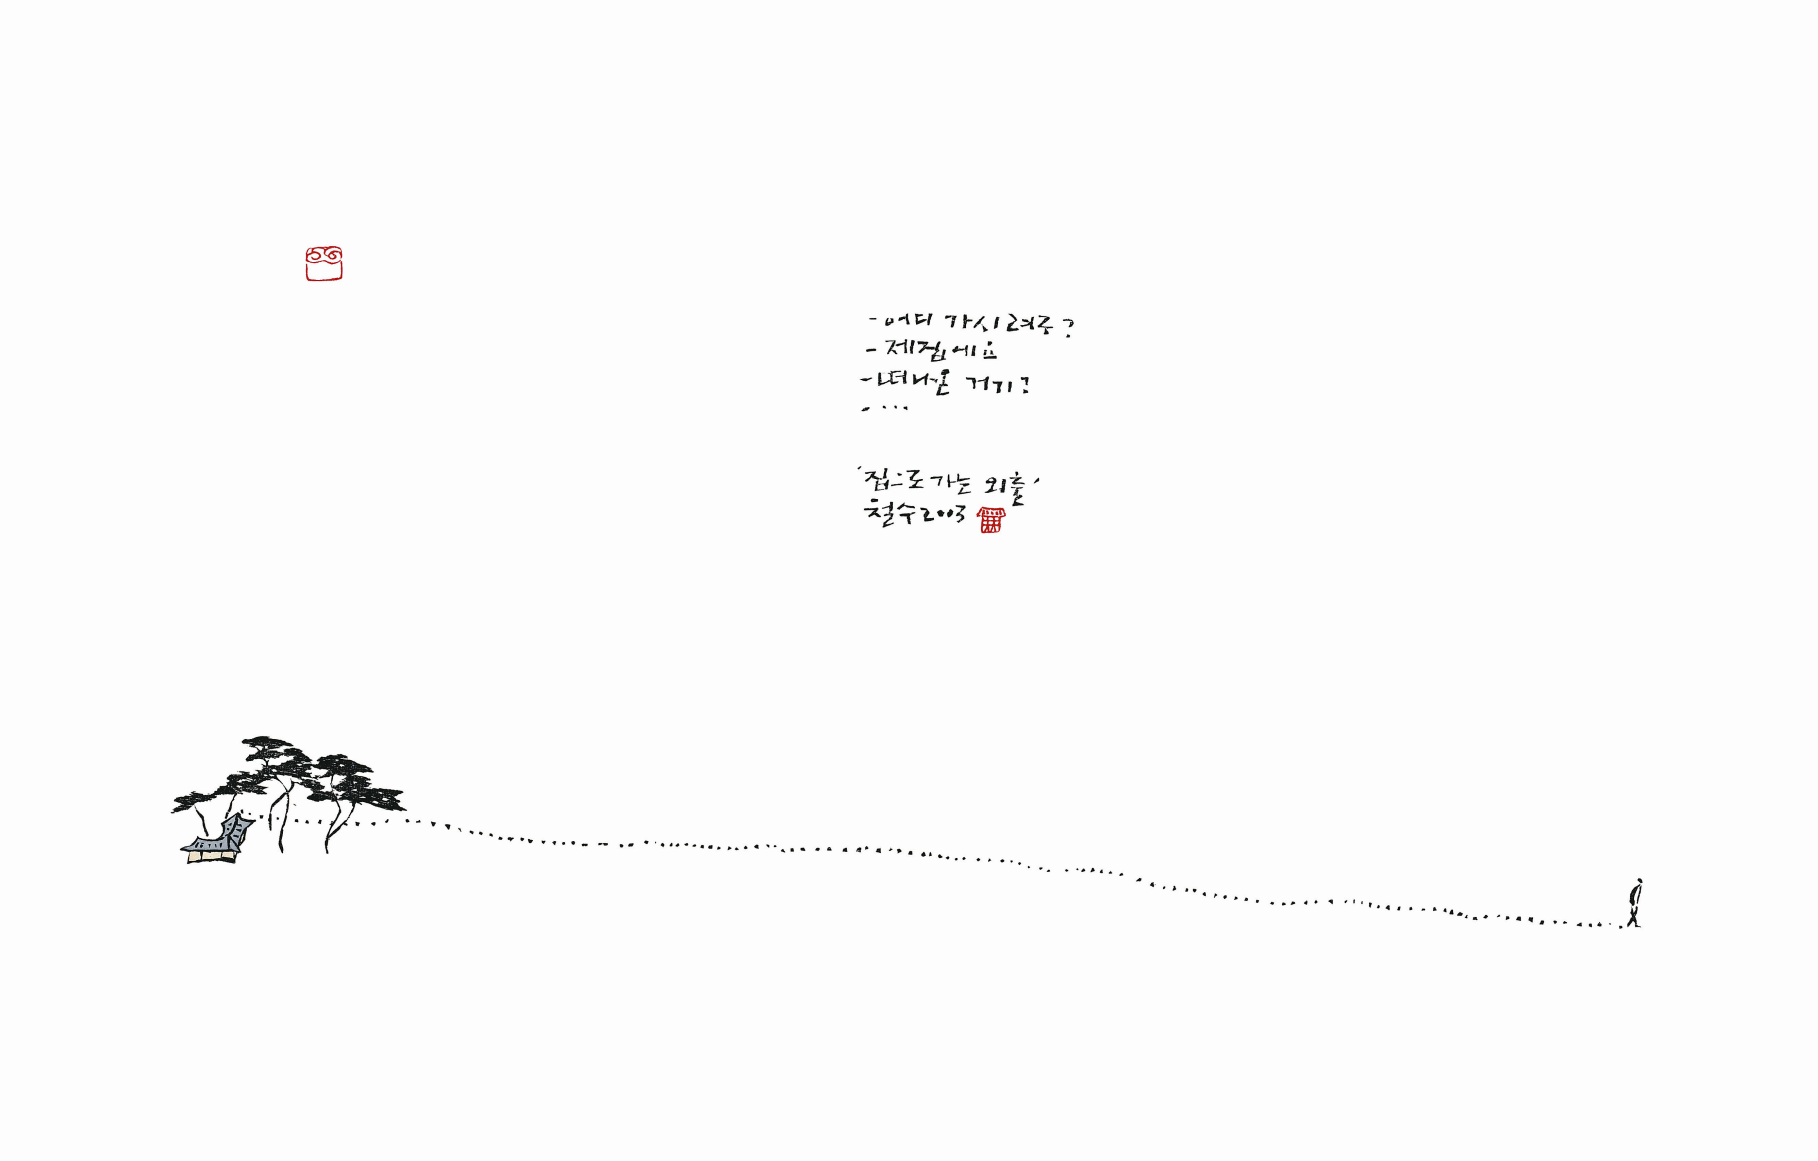 - 어디 가시려구?
- 제집에요
- 떠나온 거기?
- ...
'집으로 가는 외출'
철수 2003